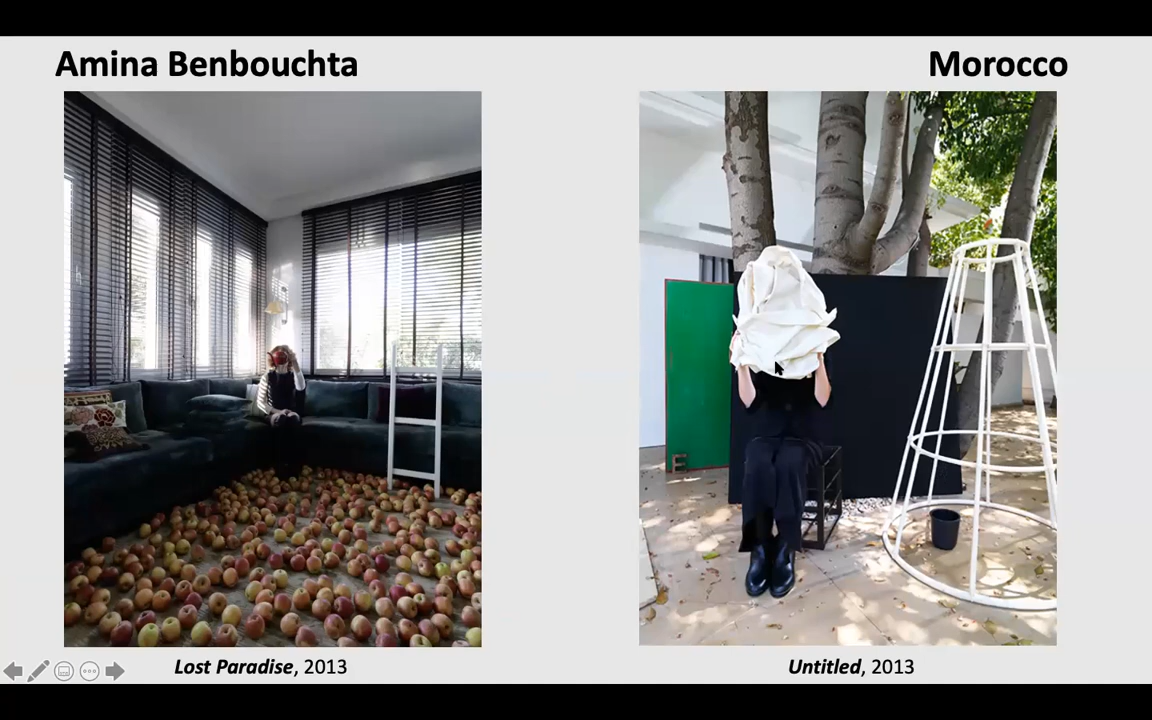 Amina Benbouchta
Morocco
E
Lost Paradise, 2013
Untitled, 2013